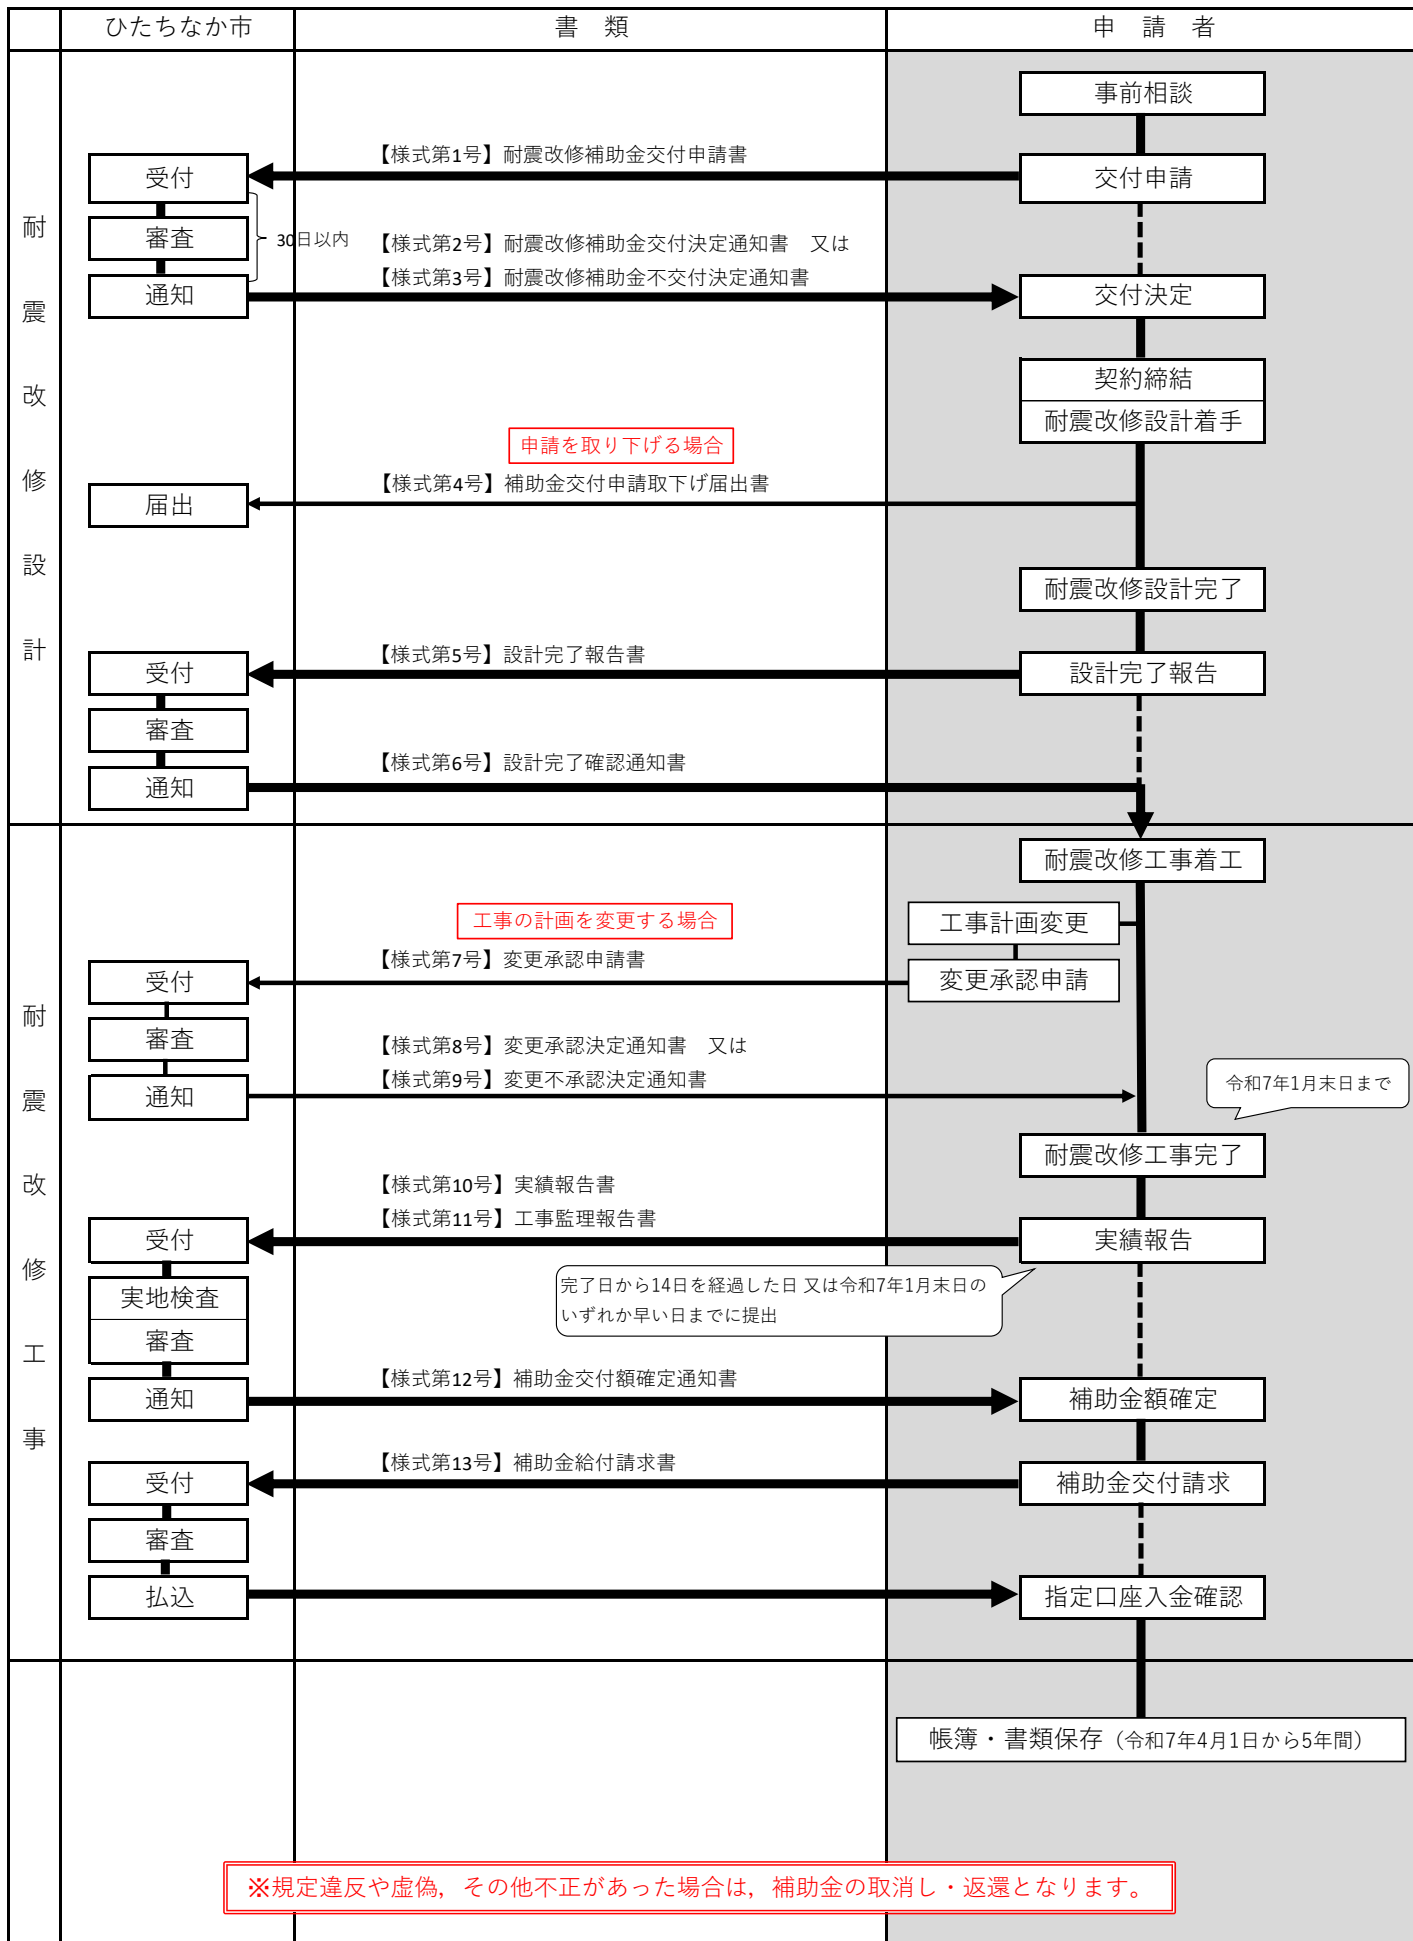 ひたちなか市
書　類
申　請　者
耐震改修設計
事前相談
【様式第1号】耐震改修補助金交付申請書
受付
交付申請
審査
30日以内
【様式第2号】耐震改修補助金交付決定通知書　又は
【様式第3号】耐震改修補助金不交付決定通知書
通知
交付決定
契約締結
耐震改修設計着手
申請を取り下げる場合
【様式第4号】補助金交付申請取下げ届出書
届出
耐震改修設計完了
【様式第5号】設計完了報告書
受付
設計完了報告
審査
【様式第6号】設計完了確認通知書
通知
耐震改修工事
耐震改修工事着工
工事の計画を変更する場合
工事計画変更
【様式第7号】変更承認申請書
受付
変更承認申請
審査
【様式第8号】変更承認決定通知書　又は
【様式第9号】変更不承認決定通知書
通知
令和7年1月末日まで
耐震改修工事完了
【様式第10号】実績報告書
【様式第11号】工事監理報告書
受付
実績報告
完了日から14日を経過した日 又は令和7年1月末日の
いずれか早い日までに提出
実地検査
審査
【様式第12号】補助金交付額確定通知書
通知
補助金額確定
【様式第13号】補助金給付請求書
受付
補助金交付請求
審査
払込
指定口座入金確認
帳簿・書類保存（令和7年4月1日から5年間）
※規定違反や虚偽，その他不正があった場合は，補助金の取消し・返還となります。